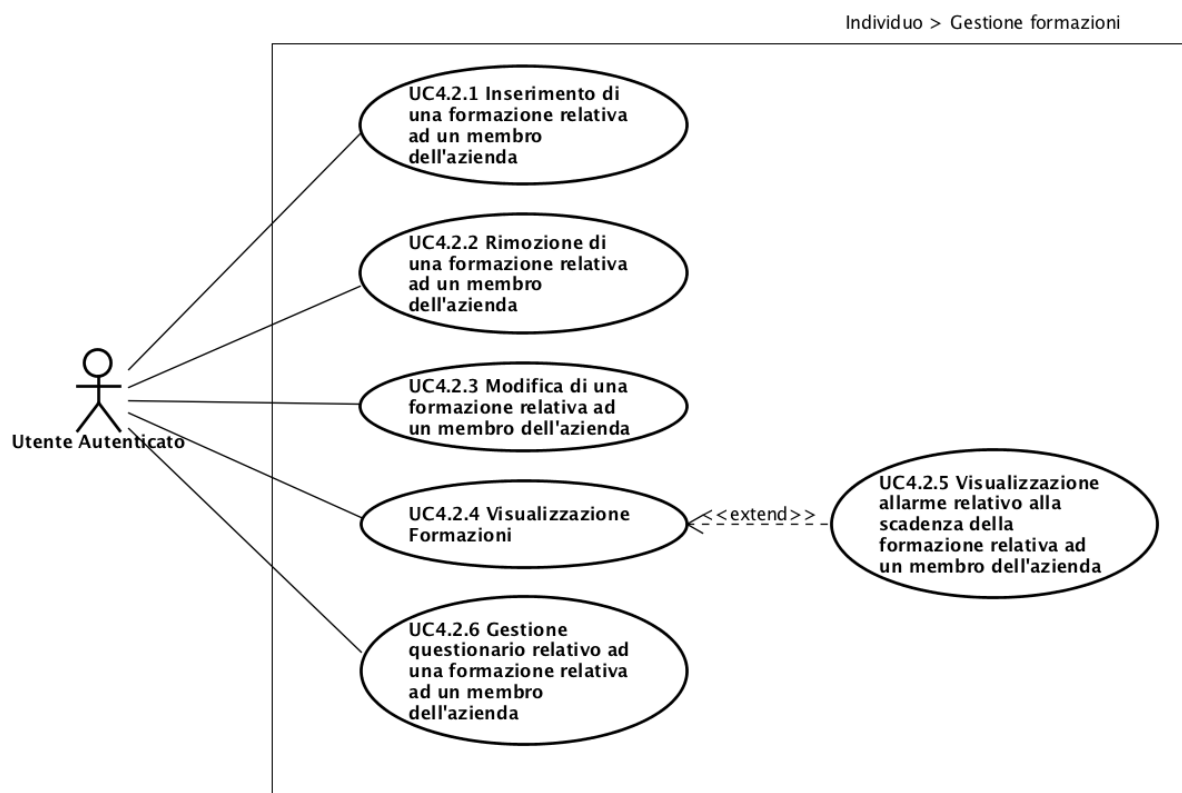 Individuo > Gestione formazioni
UC4.2.1 Inserimento di
una formazione relativa
ad un membro
dell'azienda
UC4.2.2 Rimozione di
una formazione relativa
ad un membro
dell'azienda
UC4.2.3 Modifica di una
formazione relativa ad
un membro dell'azienda
Utente Autenticato
UC4.2.4 Visualizzazione
Formazioni
<<extend>>
UC4.2.5 Visualizzazione
allarme relativo alla
scadenza della
formazione relativa ad
un membro dell'azienda
UC4.2.6 Gestione
questionario relativo ad
una formazione relativa
ad un membro
dell'azienda